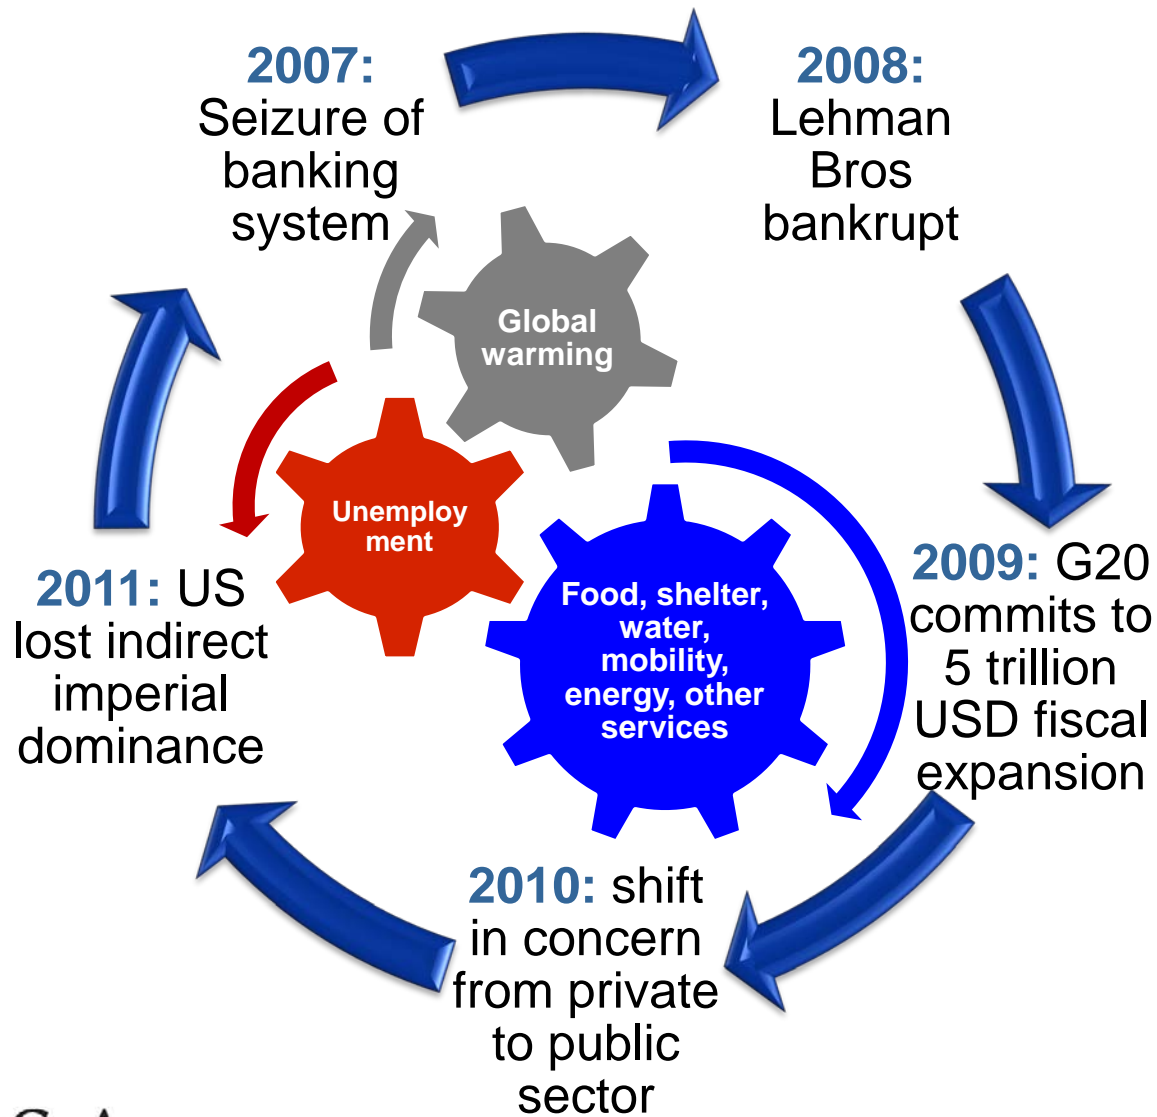 2007:
Seizure of
banking
system
2008:
Lehman
Bros
bankrupt
Global
warming
Unemploy
ment
Food, shelter,
water,
mobility,
energy, other
services
2009: G20
commits to
5 trillion
USD fiscal
expansion
2010: shift
in concern
from private
to public
sector
2011: US
lost indirect
imperial
dominance